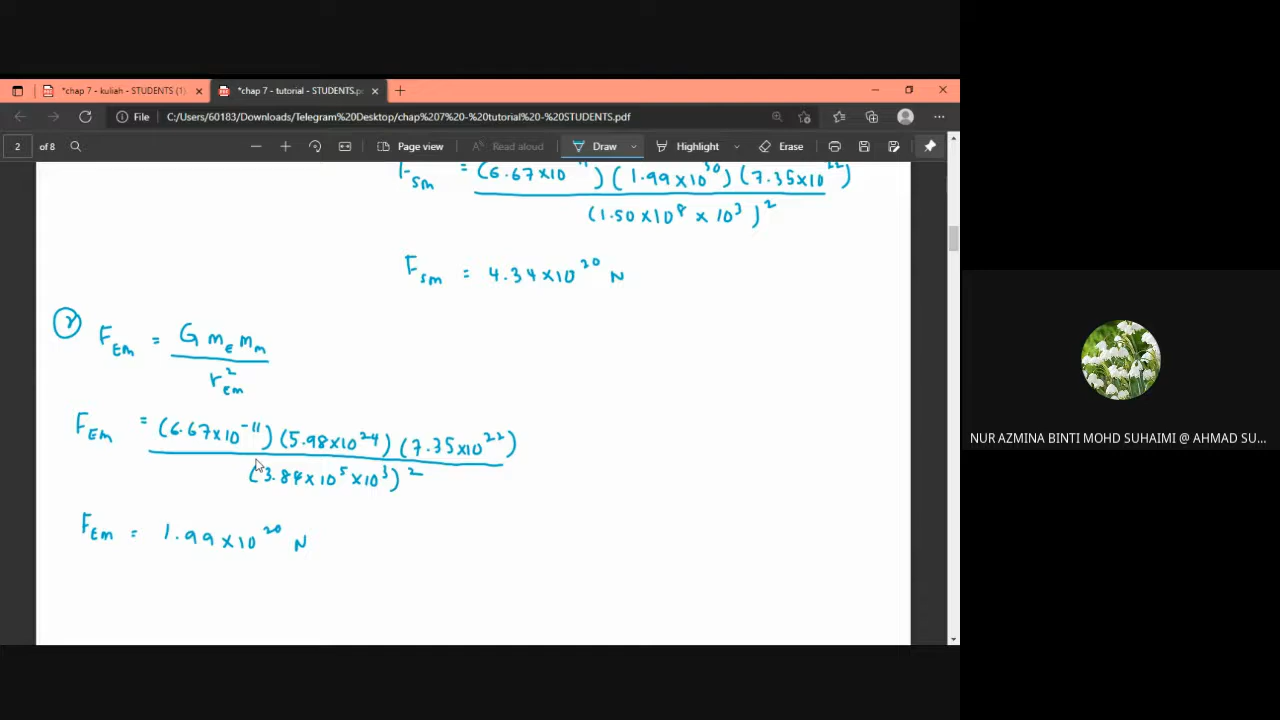 *chap 7 - kuliah - STUDENTS (1)
*chap 7 - tutorial - STUDENTS.p
File C:/Users/60183/Downloads/Telegram%20Desktop/chap%207%20-%20tutorial%20-%20STUDENTS.pdf
2 of 8 Page view Read aloud Draw Highlight Erase
F_sm = (6.67×10^-11) (1.99×10^30) (7.35×10^22)
(1.50×10^8 × 10^3)^2
F_sm = 4.34×10^20 N
②
F_Em = G m_E m_m
r_em^2
F_Em = (6.67×10^-11) (5.98×10^24) (7.35×10^22)
(3.84×10^5 ×10^3)^2
F_Em = 1.99×10^20 N
NUR AZMINA BINTI MOHD SUHAIMI @ AHMAD SU...